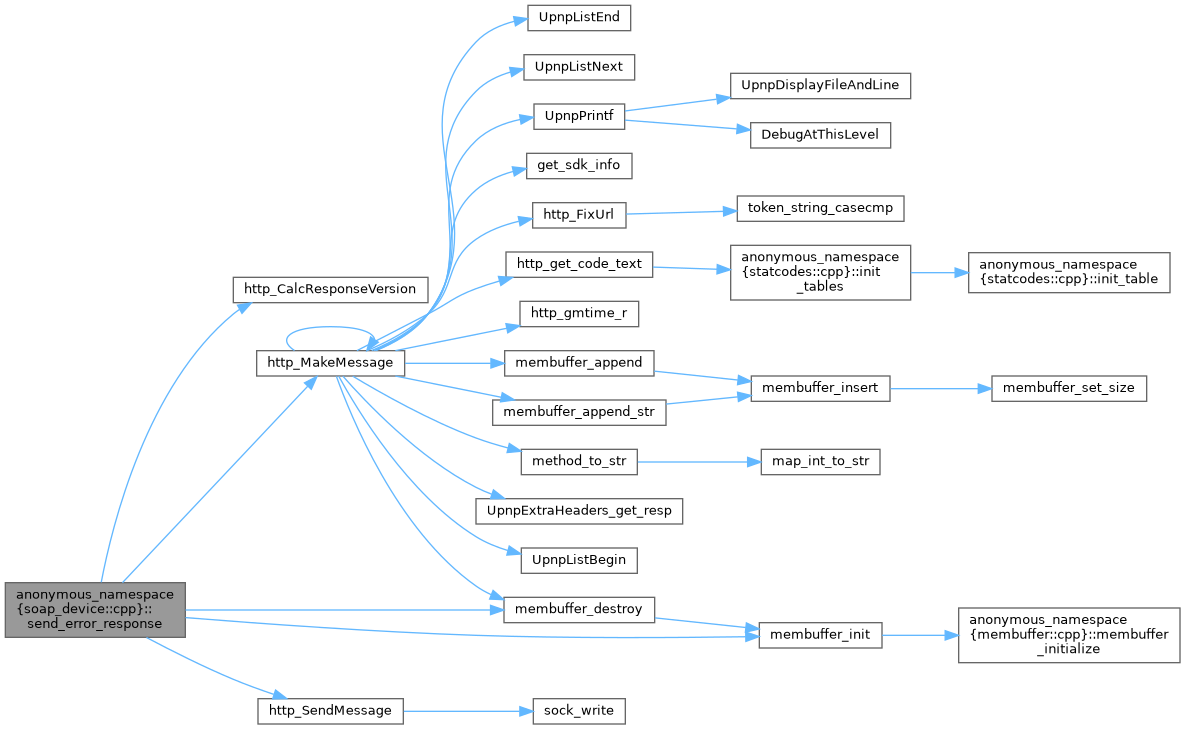 UpnpListEnd
UpnpListNext
UpnpDisplayFileAndLine
UpnpPrintf
DebugAtThisLevel
get_sdk_info
token_string_casecmp
http_FixUrl
http_get_code_text
anonymous_namespace
{statcodes::cpp}::init
_tables
anonymous_namespace
{statcodes::cpp}::init_table
http_CalcResponseVersion
http_gmtime_r
http_MakeMessage
membuffer_append
membuffer_insert
membuffer_set_size
membuffer_append_str
method_to_str
map_int_to_str
UpnpExtraHeaders_get_resp
UpnpListBegin
anonymous_namespace
{soap_device::cpp}::
send_error_response
membuffer_destroy
membuffer_init
anonymous_namespace
{membuffer::cpp}::membuffer
_initialize
http_SendMessage
sock_write